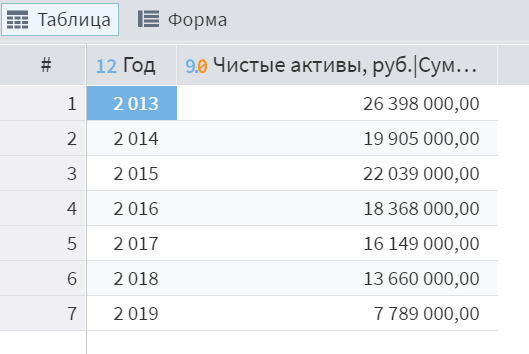 Таблица Форма
# 12 Год 9.0 Чистые активы, руб.|Сум...
1 2 013 26 398 000,00
2 2 014 19 905 000,00
3 2 015 22 039 000,00
4 2 016 18 368 000,00
5 2 017 16 149 000,00
6 2 018 13 660 000,00
7 2 019 7 789 000,00